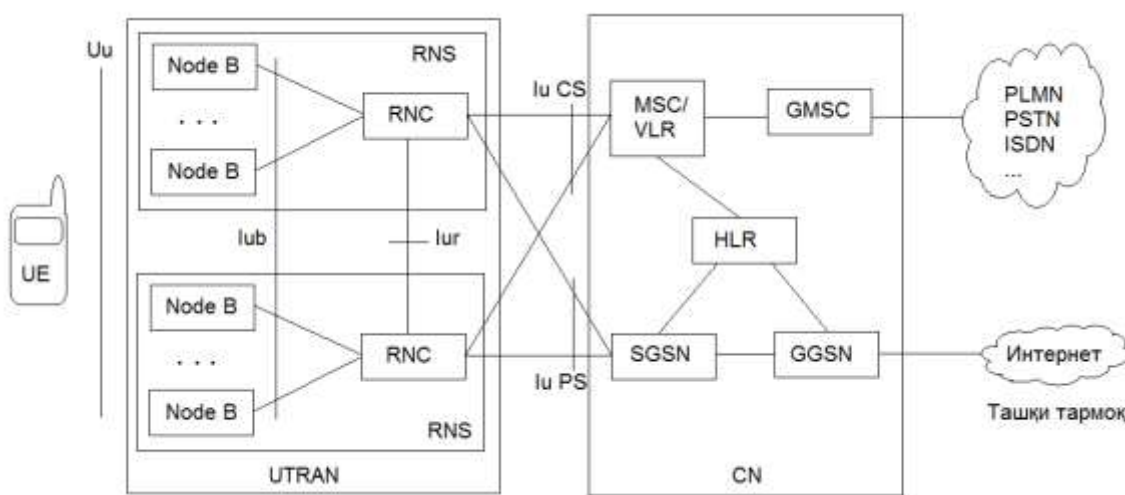 Uu
RNS
Node B
. . .
Node B
RNC
Iub
Iur
Node B
. . .
Node B
RNC
RNS
UTRAN
UE
Iu CS
Iu PS
MSC/
VLR
GMSC
HLR
SGSN
GGSN
CN
PLMN
PSTN
ISDN
...
Интернет
Ташқи тармоқ